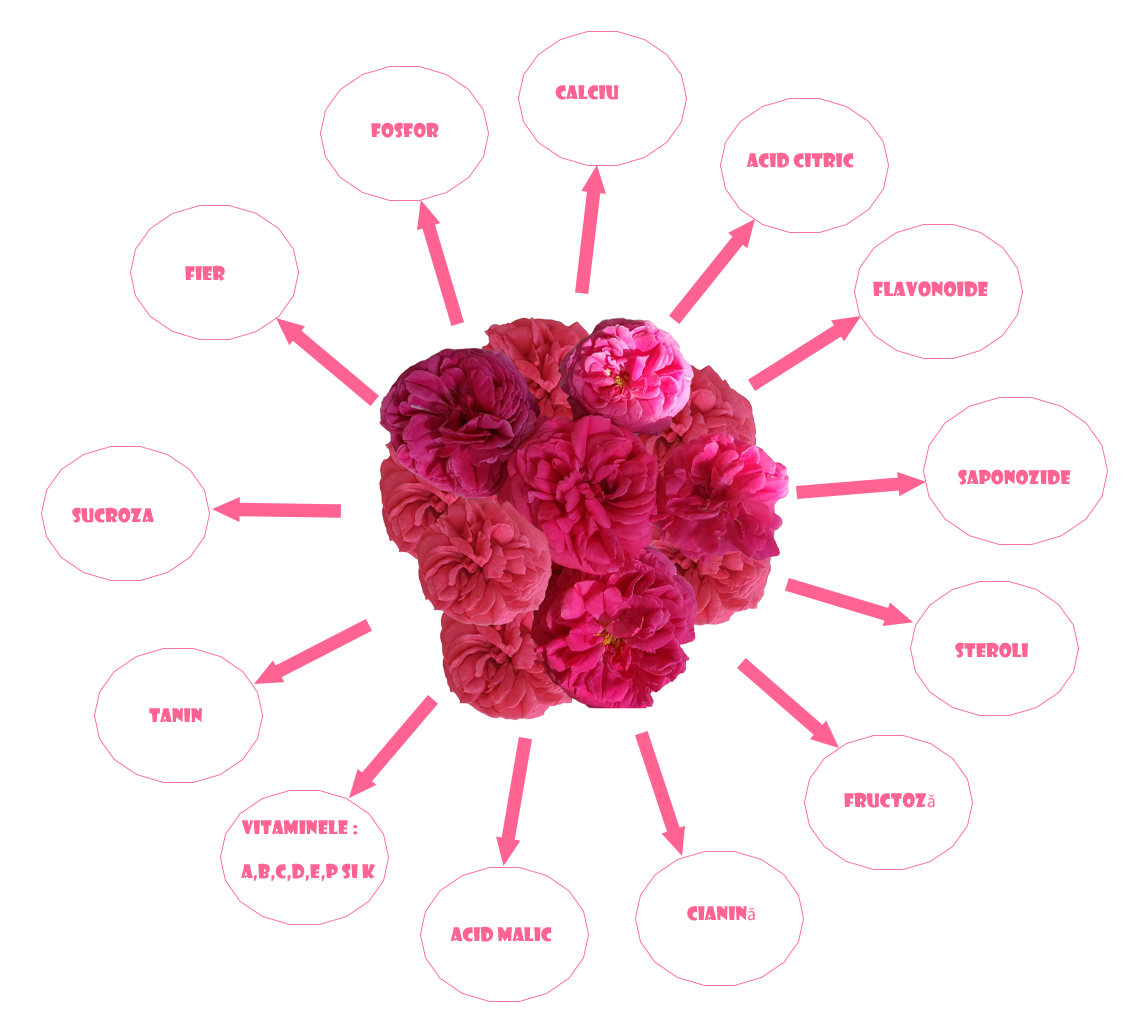 CALCIU
FOSFOR
ACID CITRIC
FIER
FLAVONOIDE
SAPONOZIDE
SUCROZA
STEROLI
TANIN
FRUCTOZă
VITAMINELE :
A,B,C,D,E,P SI K
CIANINă
ACID MALIC